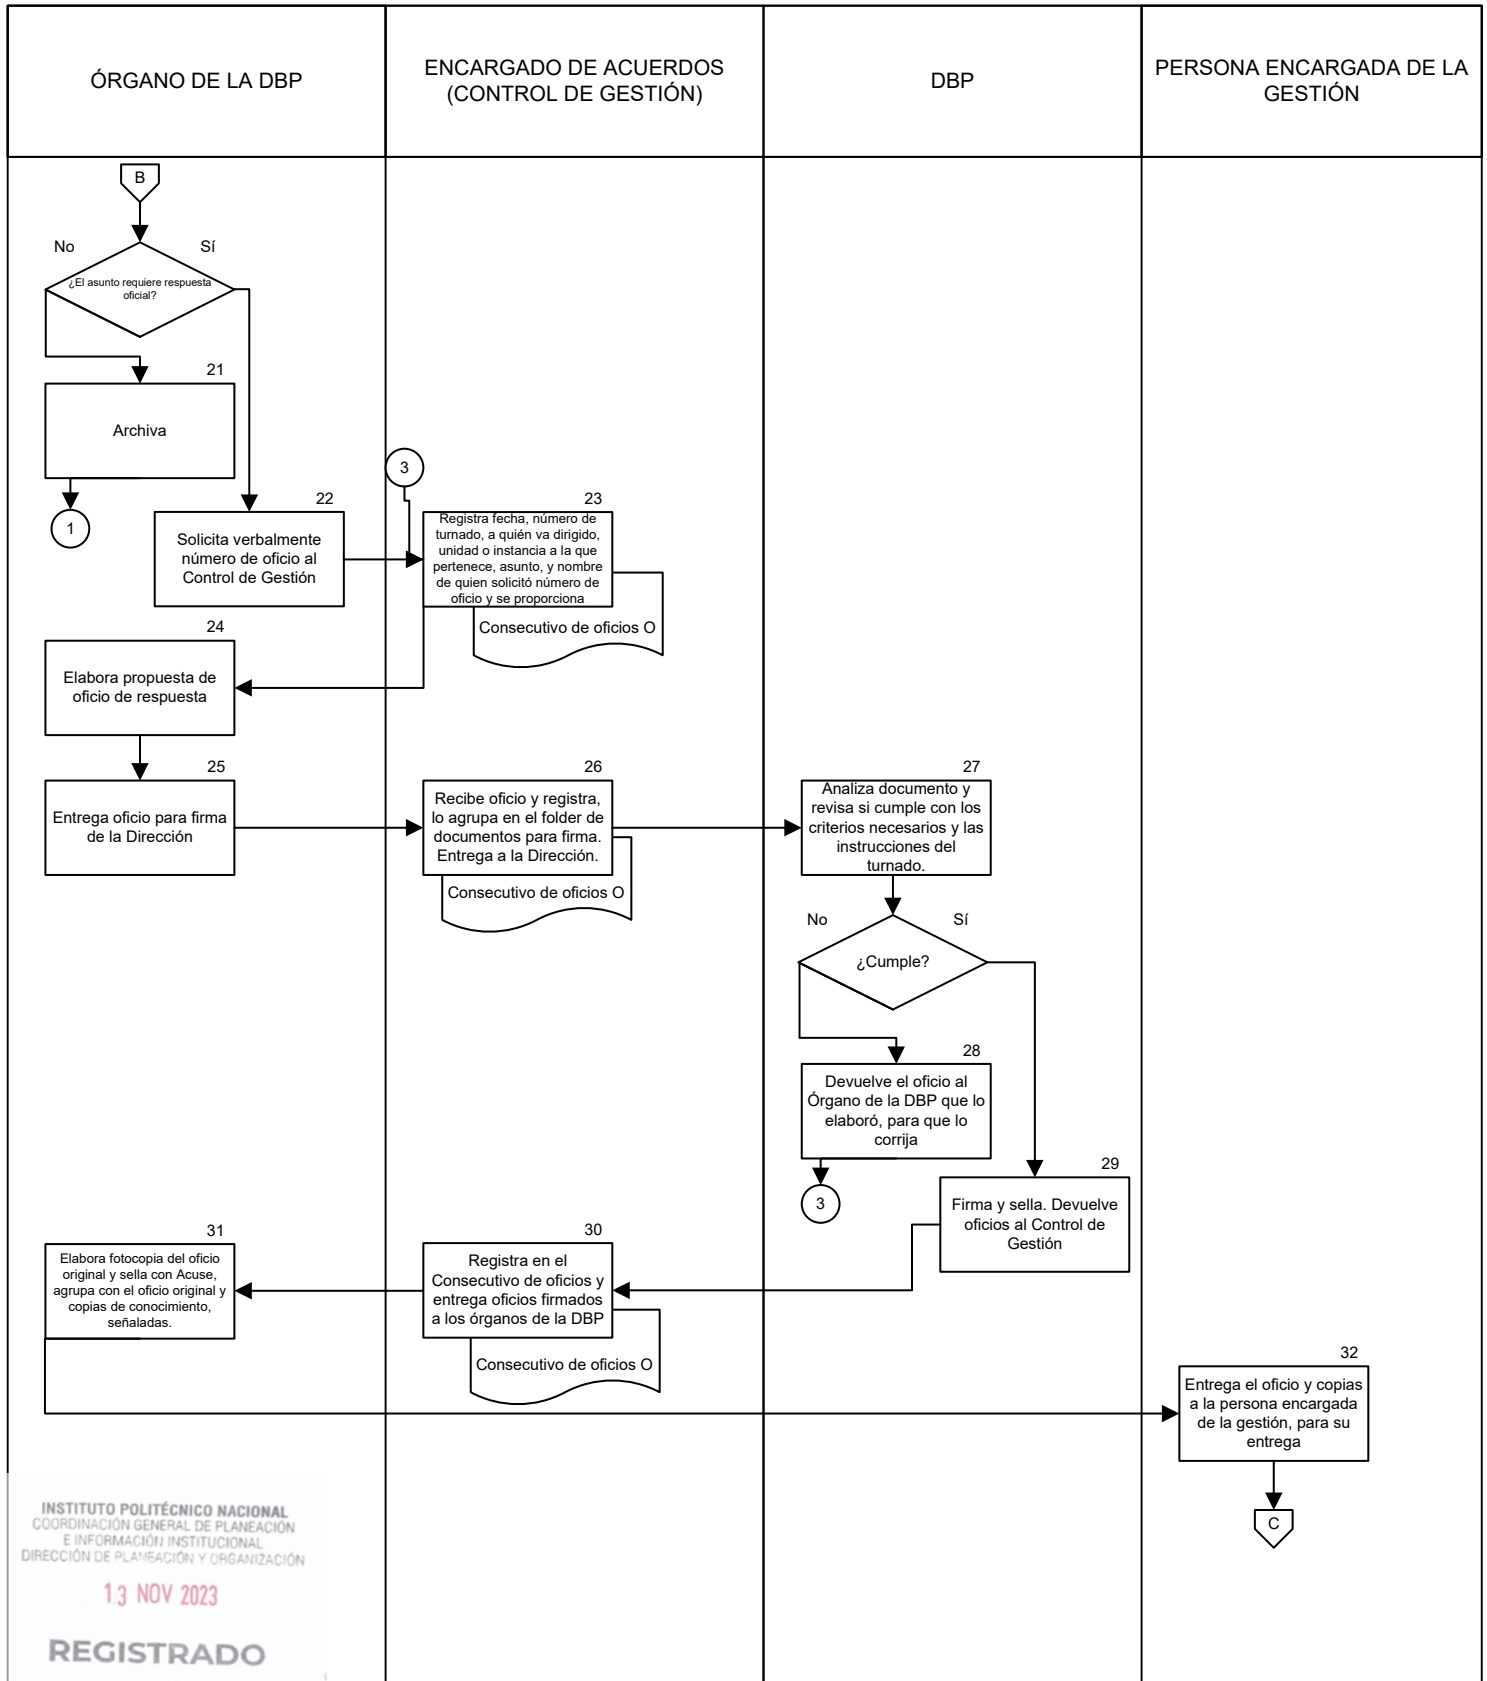 ÓRGANO DE LA DBP
ENCARGADO DE ACUERDOS
(CONTROL DE GESTIÓN)
DBP
PERSONA ENCARGADA DE LA
GESTIÓN
B
No
Sí
¿El asunto requiere respuesta
oficial?
21
Archiva
1
22
Solicita verbalmente
número de oficio al
Control de Gestión
3
23
Registra fecha, número de
turnado, a quién va dirigido,
unidad o instancia a la que
pertenece, asunto, y nombre
de quien solicitó número de
oficio y se proporciona
Consecutivo de oficios O
24
Elabora propuesta de
oficio de respuesta
25
Entrega oficio para firma
de la Dirección
26
Recibe oficio y registra,
lo agrupa en el folder de
documentos para firma.
Entrega a la Dirección.
Consecutivo de oficios O
27
Analiza documento y
revisa si cumple con los
criterios necesarios y las
instrucciones del
turnado.
No
Sí
¿Cumple?
28
Devuelve el oficio al
Órgano de la DBP que lo
elaboró, para que lo
corrija
3
29
Firma y sella. Devuelve
oficios al Control de
Gestión
30
Registra en el
Consecutivo de oficios y
entrega oficios firmados
a los órganos de la DBP
Consecutivo de oficios O
31
Elabora fotocopia del oficio
original y sella con Acuse,
agrupa con el oficio original y
copias de conocimiento,
señaladas.
32
Entrega el oficio y copias
a la persona encargada
de la gestión, para su
entrega
C
INSTITUTO POLITÉCNICO NACIONAL
COORDINACIÓN GENERAL DE PLANEACIÓN
E INFORMACIÓN INSTITUCIONAL
DIRECCIÓN DE PLANEACIÓN Y ORGANIZACIÓN
13 NOV 2023
REGISTRADO